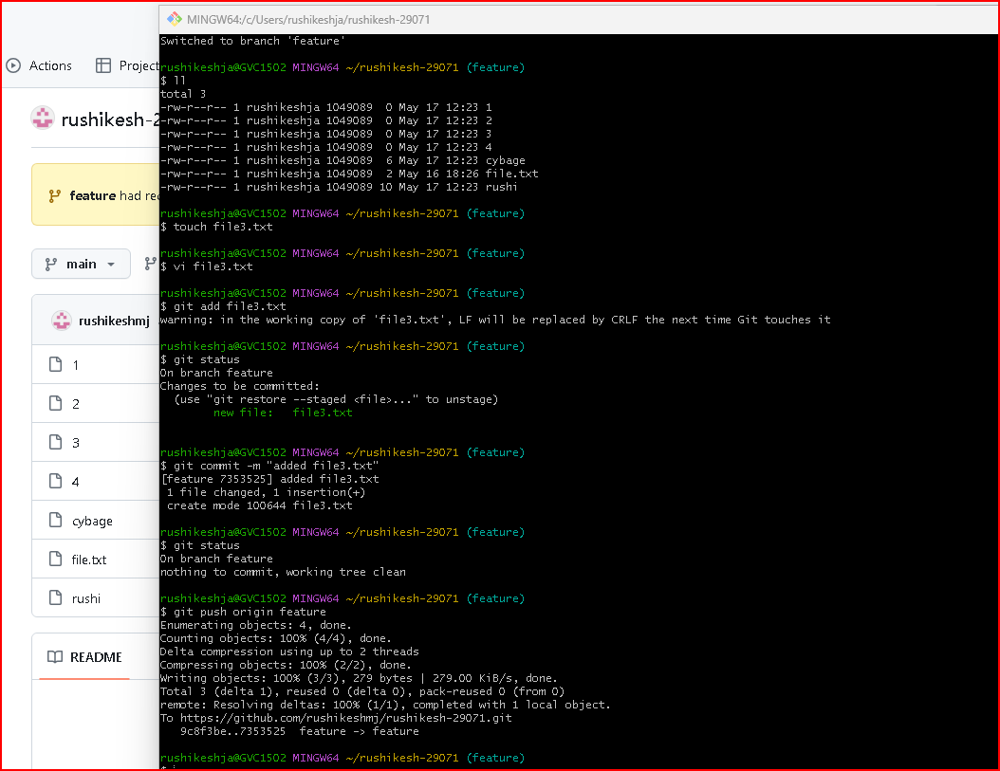 MINGW64:/c/Users/rushikeshja/rushikesh-29071
Actions
Project
rushikesh-2
feature had rec
main
rushikeshmj
1
2
3
4
cybage
file.txt
rushi
README
Switched to branch 'feature'
rushikeshja@GVC1502 MINGW64 ~/rushikesh-29071 (feature)
$ ll
total 3
-rw-r--r-- 1 rushikeshja 1049089  0 May 17 12:23 1
-rw-r--r-- 1 rushikeshja 1049089  0 May 17 12:23 2
-rw-r--r-- 1 rushikeshja 1049089  0 May 17 12:23 3
-rw-r--r-- 1 rushikeshja 1049089  0 May 17 12:23 4
-rw-r--r-- 1 rushikeshja 1049089  6 May 17 12:23 cybage
-rw-r--r-- 1 rushikeshja 1049089  2 May 16 18:26 file.txt
-rw-r--r-- 1 rushikeshja 1049089 10 May 17 12:23 rushi
rushikeshja@GVC1502 MINGW64 ~/rushikesh-29071 (feature)
$ touch file3.txt
rushikeshja@GVC1502 MINGW64 ~/rushikesh-29071 (feature)
$ vi file3.txt
rushikeshja@GVC1502 MINGW64 ~/rushikesh-29071 (feature)
$ git add file3.txt
warning: in the working copy of 'file3.txt', LF will be replaced by CRLF the next time Git touches it
rushikeshja@GVC1502 MINGW64 ~/rushikesh-29071 (feature)
$ git status
On branch feature
Changes to be committed:
  (use "git restore --staged <file>..." to unstage)
        new file:   file3.txt
rushikeshja@GVC1502 MINGW64 ~/rushikesh-29071 (feature)
$ git commit -m "added file3.txt"
[feature 7353525] added file3.txt
 1 file changed, 1 insertion(+)
 create mode 100644 file3.txt
rushikeshja@GVC1502 MINGW64 ~/rushikesh-29071 (feature)
$ git status
On branch feature
nothing to commit, working tree clean
rushikeshja@GVC1502 MINGW64 ~/rushikesh-29071 (feature)
$ git push origin feature
Enumerating objects: 4, done.
Counting objects: 100% (4/4), done.
Delta compression using up to 2 threads
Compressing objects: 100% (2/2), done.
Writing objects: 100% (3/3), 279 bytes | 279.00 KiB/s, done.
Total 3 (delta 1), reused 0 (delta 0), pack-reused 0 (from 0)
remote: Resolving deltas: 100% (1/1), completed with 1 local object.
To https://github.com/rushikeshmj/rushikesh-29071.git
   9c8f3be..7353525  feature -> feature
rushikeshja@GVC1502 MINGW64 ~/rushikesh-29071 (feature)
$